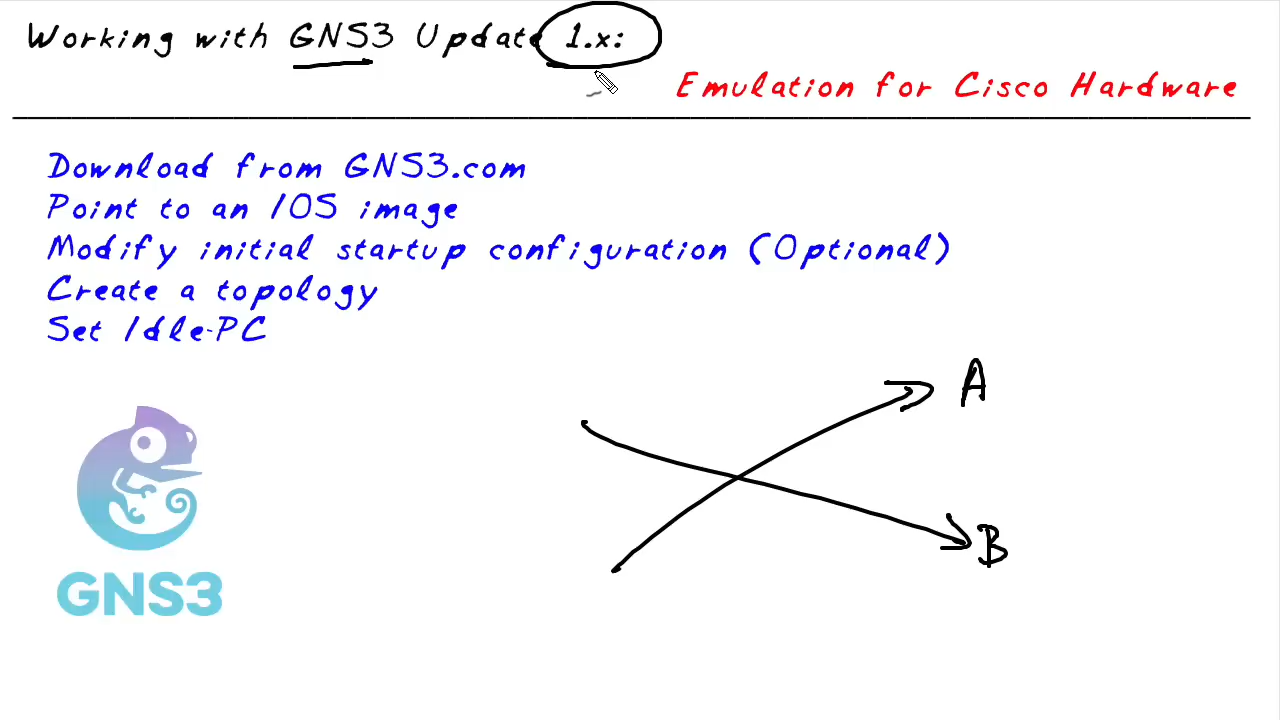 Working with GNS3 Update 1.x:
Emulation for Cisco Hardware
Download from GNS3.com
Point to an IOS image
Modify initial startup configuration (Optional)
Create a topology
Set Idle-PC
A
B
GNS3